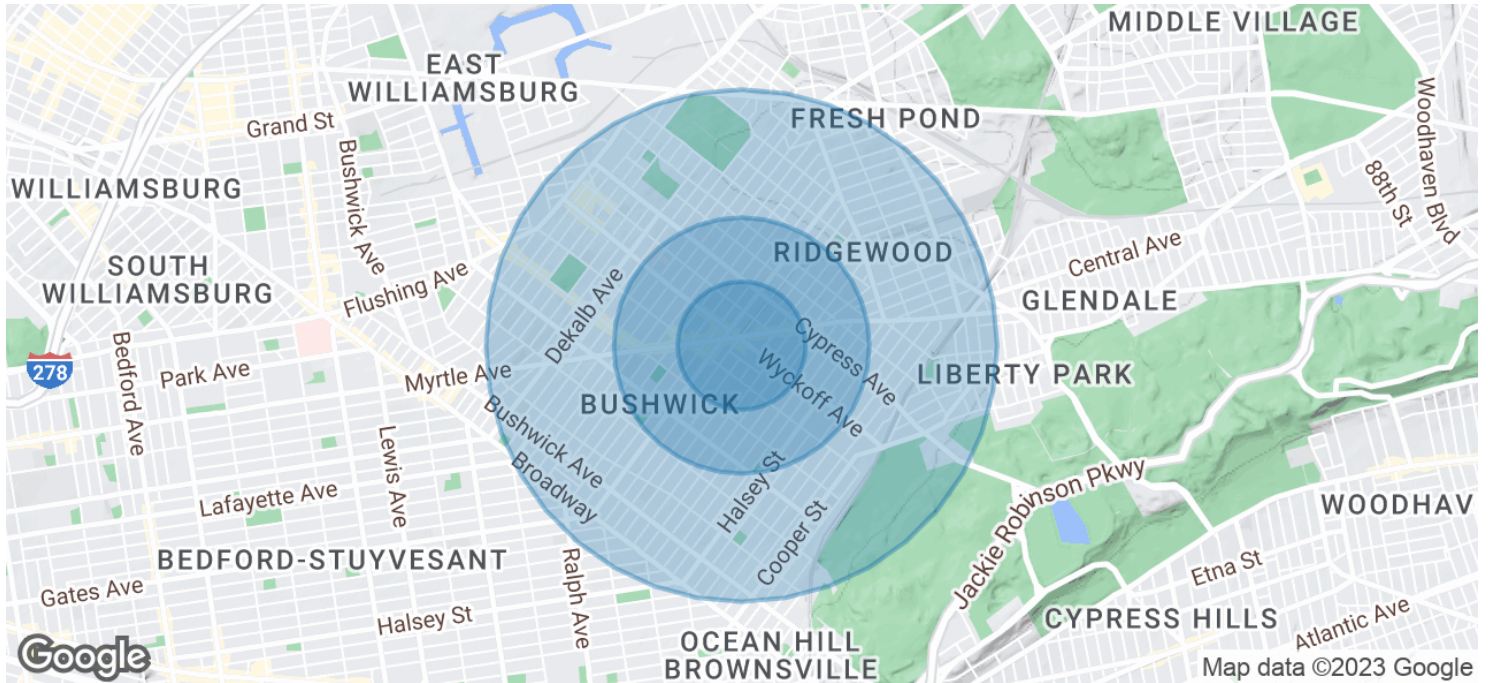 MIDDLE VILLAGE
EAST
WILLIAMSBURG
Woodhaven Blvd
Grand St
FRESH POND
Bushwick Ave
WILLIAMSBURG
88th St
RIDGEWOOD
Central Ave
SOUTH
WILLIAMSBURG
Flushing Ave
Dekalb Ave
GLENDALE
Cypress Ave
278
Bedford Ave
Park Ave
Myrtle Ave
Wyckoff Ave
LIBERTY PARK
BUSHWICK
Bushwick Ave
Lewis Ave
Broadway
Halsey St
Jackie Robinson Pkwy
Lafayette Ave
WOODHAV
Cooper St
BEDFORD-STUYVESANT
Ralph Ave
Etna St
Gates Ave
Halsey St
CYPRESS HILLS
Atlantic Ave
OCEAN HILL
BROWNSVILLE
Google
Map data ©2023 Google